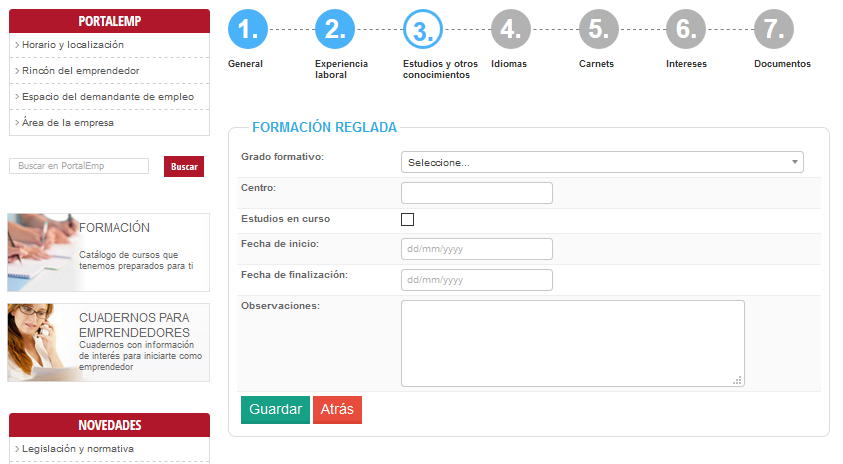 PORTALEMP
Horario y localización
Rincón del emprendedor
Espacio del demandante de empleo
Área de la empresa
Buscar en PortalEmp
Buscar
FORMACIÓN
Catálogo de cursos que
tenemos preparados para ti
CUADERNOS PARA
EMPRENDEDORES
Cuadernos con información
de interés para iniciarte como
emprendedor
NOVEDADES
Legislación y normativa
1.
General
2.
Experiencia
laboral
3.
Estudios y otros
conocimientos
4.
Idiomas
5.
Carnets
6.
Intereses
7.
Documentos
FORMACIÓN REGLADA
Grado formativo:
Seleccione...
Centro:
Estudios en curso
Fecha de inicio:
dd/mm/yyyy
Fecha de finalización:
dd/mm/yyyy
Observaciones:
Guardar
Atrás